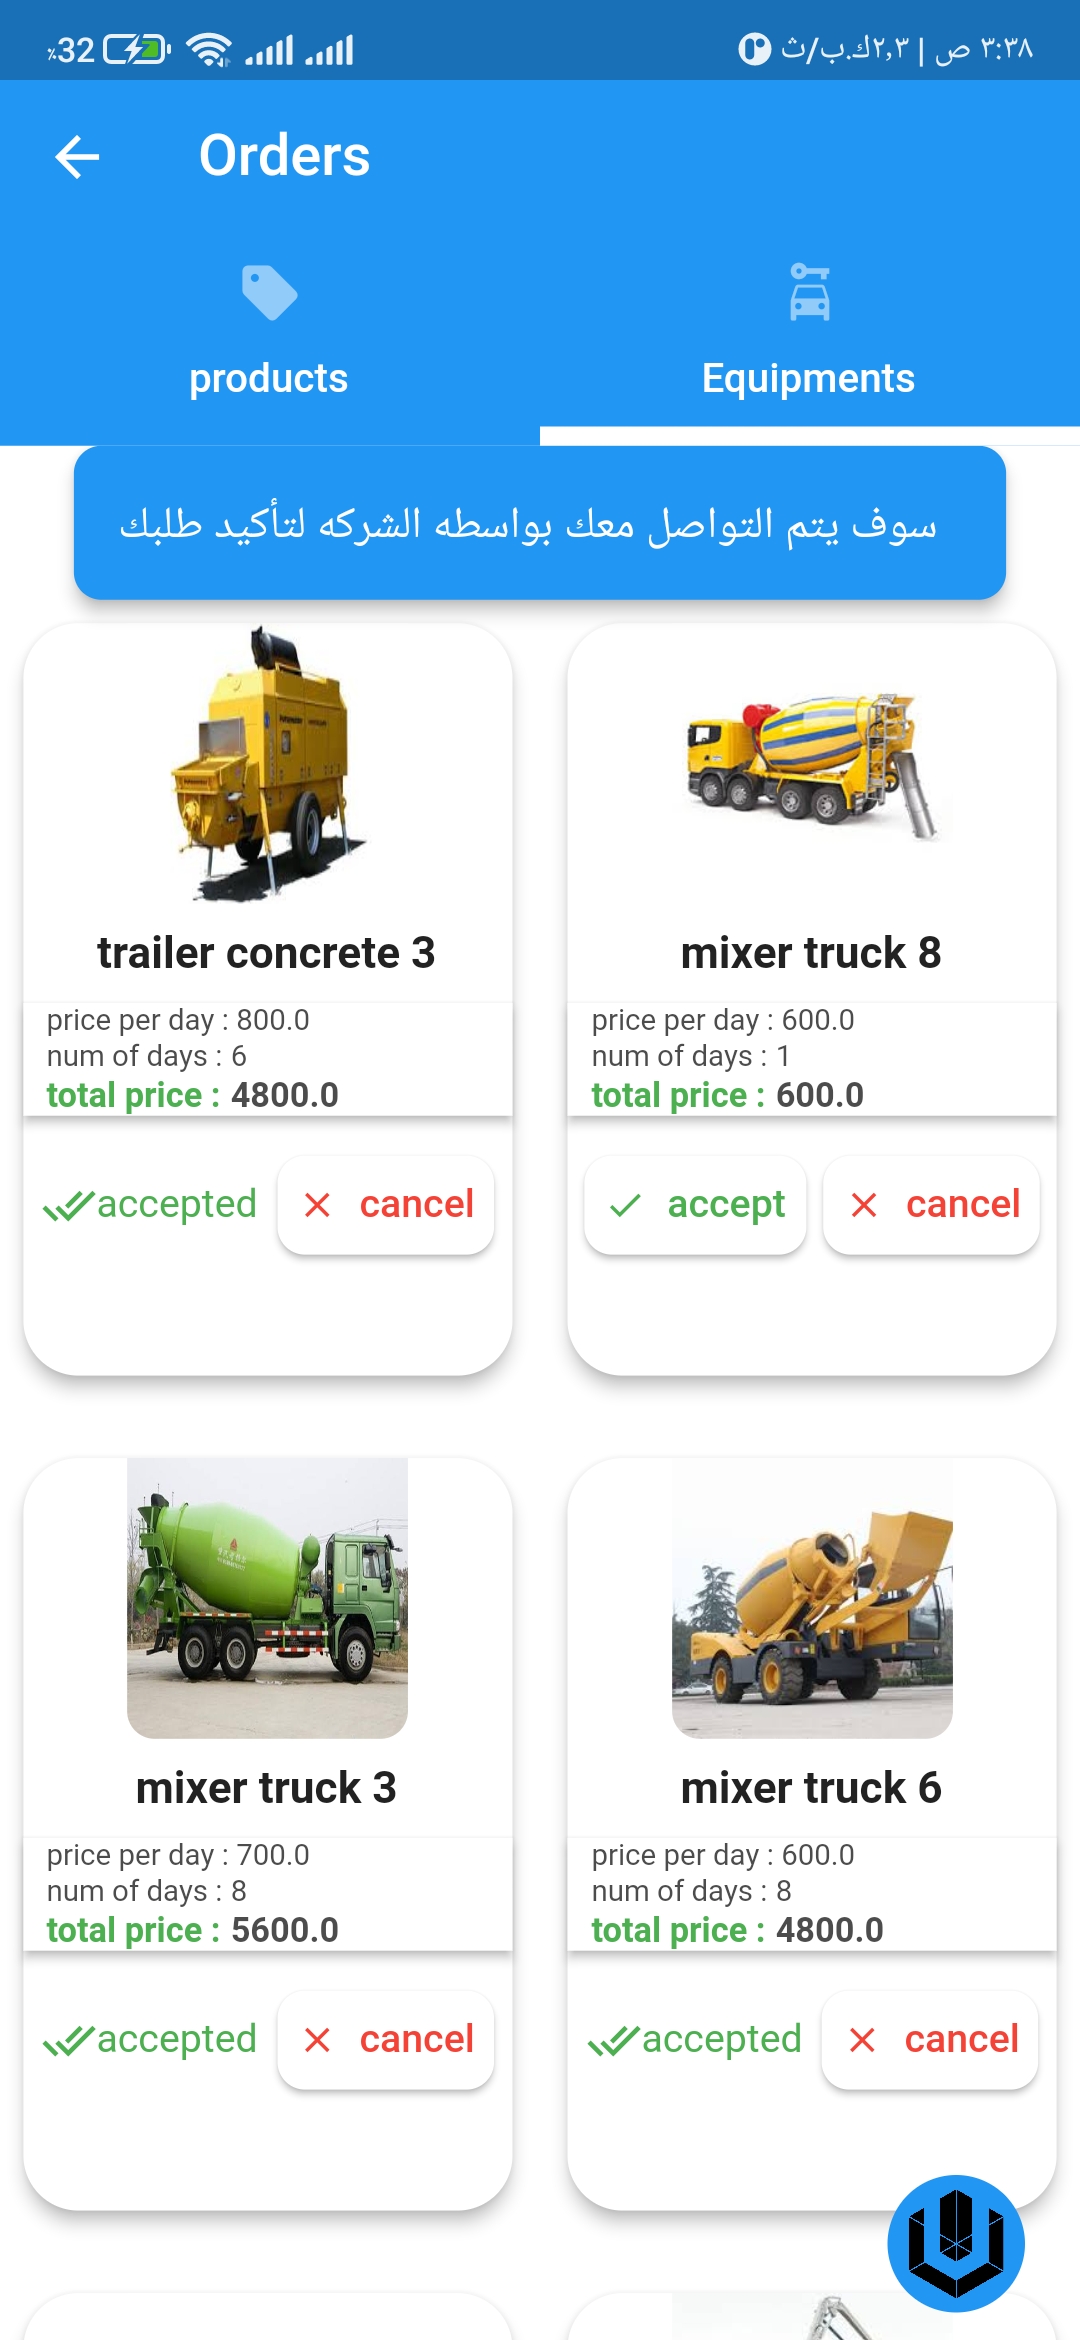 ٪32
٣:٣٨ ص | ٢,٣ك.ب/ث
Orders
products
Equipments
سوف يتم التواصل معك بواسطه الشركه لتأكيد طلبك
trailer concrete 3
price per day : 800.0
num of days : 6
total price : 4800.0
accepted
cancel
mixer truck 8
price per day : 600.0
num of days : 1
total price : 600.0
accept
cancel
mixer truck 3
price per day : 700.0
num of days : 8
total price : 5600.0
accepted
cancel
mixer truck 6
price per day : 600.0
num of days : 8
total price : 4800.0
accepted
cancel